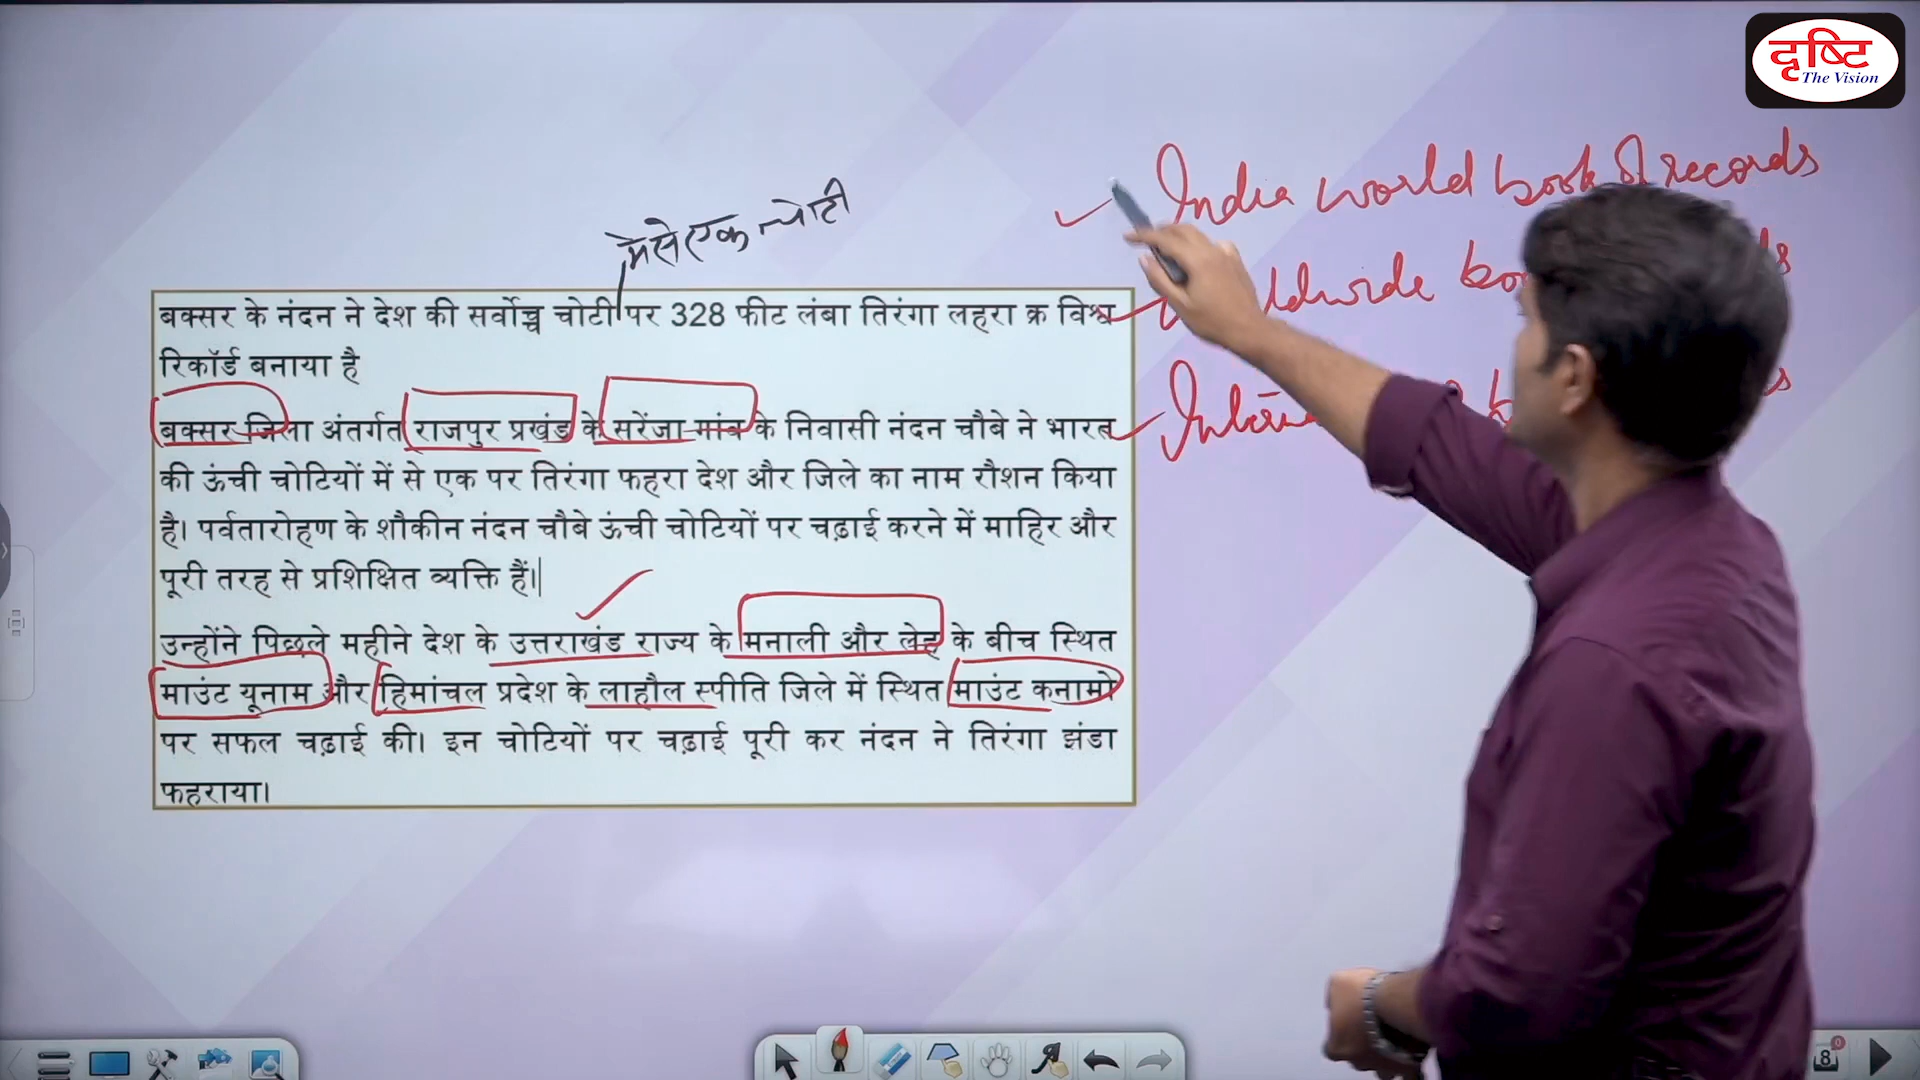 दृष्टि
The Vision
India world book of records
में से एक चोटी
बक्सर के नंदन ने देश की सर्वोच्च चोटी पर 328 फीट लंबा तिरंगा लहरा क्र विश्व
रिकॉर्ड बनाया है
बक्सर जिला अंतर्गत राजपुर प्रखंड के सरेंजा गांव के निवासी नंदन चौबे ने भारत
की ऊंची चोटियों में से एक पर तिरंगा फहरा देश और जिले का नाम रौशन किया
है। पर्वतारोहण के शौकीन नंदन चौबे ऊंची चोटियों पर चढ़ाई करने में माहिर और
पूरी तरह से प्रशिक्षित व्यक्ति हैं।
उन्होंने पिछले महीने देश के उत्तराखंड राज्य के मनाली और लेह के बीच स्थित
माउंट यूनाम और हिमांचल प्रदेश के लाहौल स्पीति जिले में स्थित माउंट कनामो
पर सफल चढ़ाई की। इन चोटियों पर चढ़ाई पूरी कर नंदन ने तिरंगा झंडा
फहराया।
8